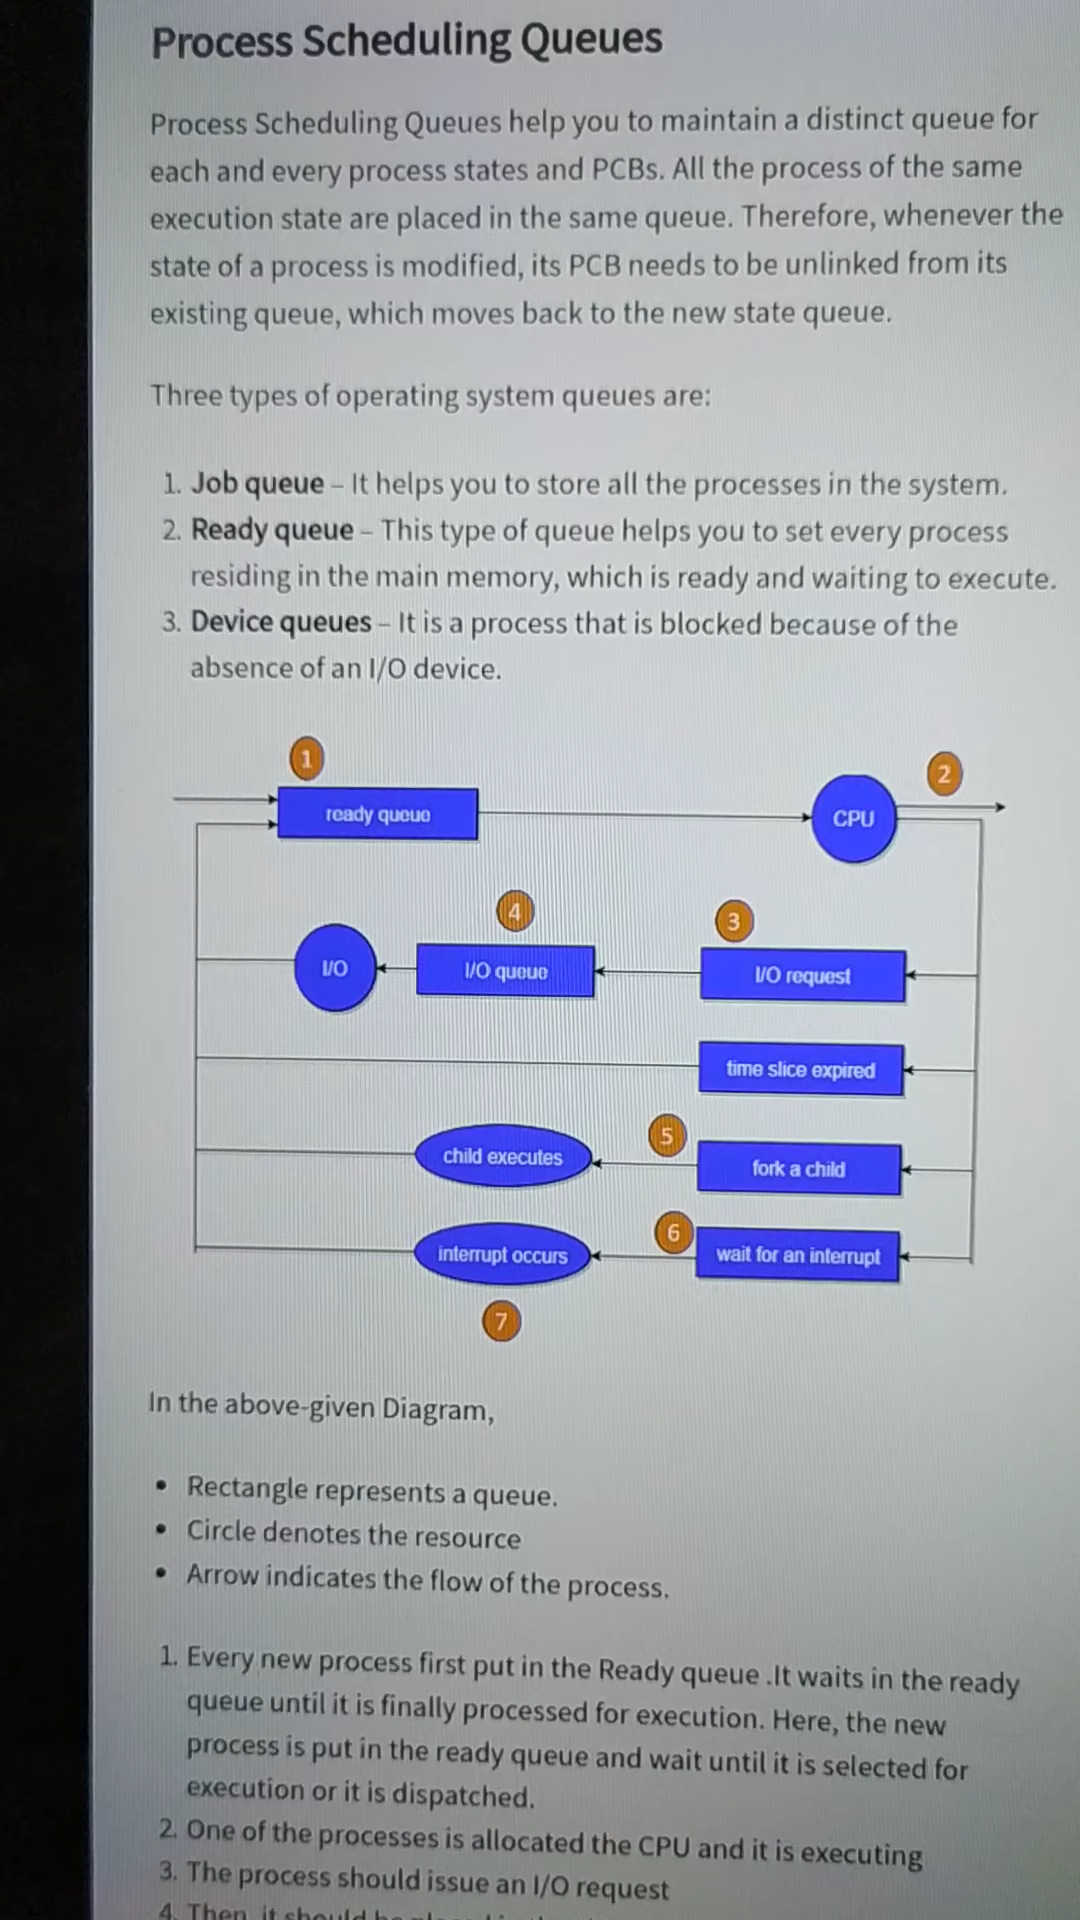 Process Scheduling Queues
Process Scheduling Queues help you to maintain a distinct queue for
each and every process states and PCBs. All the process of the same
execution state are placed in the same queue. Therefore, whenever the
state of a process is modified, its PCB needs to be unlinked from its
existing queue, which moves back to the new state queue.
Three types of operating system queues are:
1. Job queue – It helps you to store all the processes in the system.
2. Ready queue – This type of queue helps you to set every process
residing in the main memory, which is ready and waiting to execute.
3. Device queues – It is a process that is blocked because of the
absence of an I/O device.
1
2
ready queue
CPU
4
3
I/O
I/O queue
I/O request
time slice expired
5
child executes
fork a child
6
interrupt occurs
wait for an interrupt
7
In the above-given Diagram,
• Rectangle represents a queue.
• Circle denotes the resource
• Arrow indicates the flow of the process.
1. Every new process first put in the Ready queue .It waits in the ready
queue until it is finally processed for execution. Here, the new
process is put in the ready queue and wait until it is selected for
execution or it is dispatched.
2. One of the processes is allocated the CPU and it is executing
3. The process should issue an I/O request
4. Then, it should be